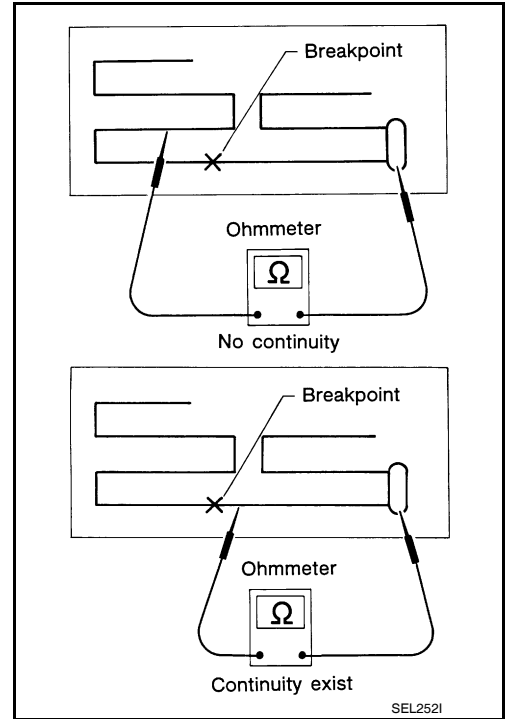 Breakpoint
Ohmmeter
Ω
No continuity
Breakpoint
Ohmmeter
Ω
Continuity exist
SEL252I